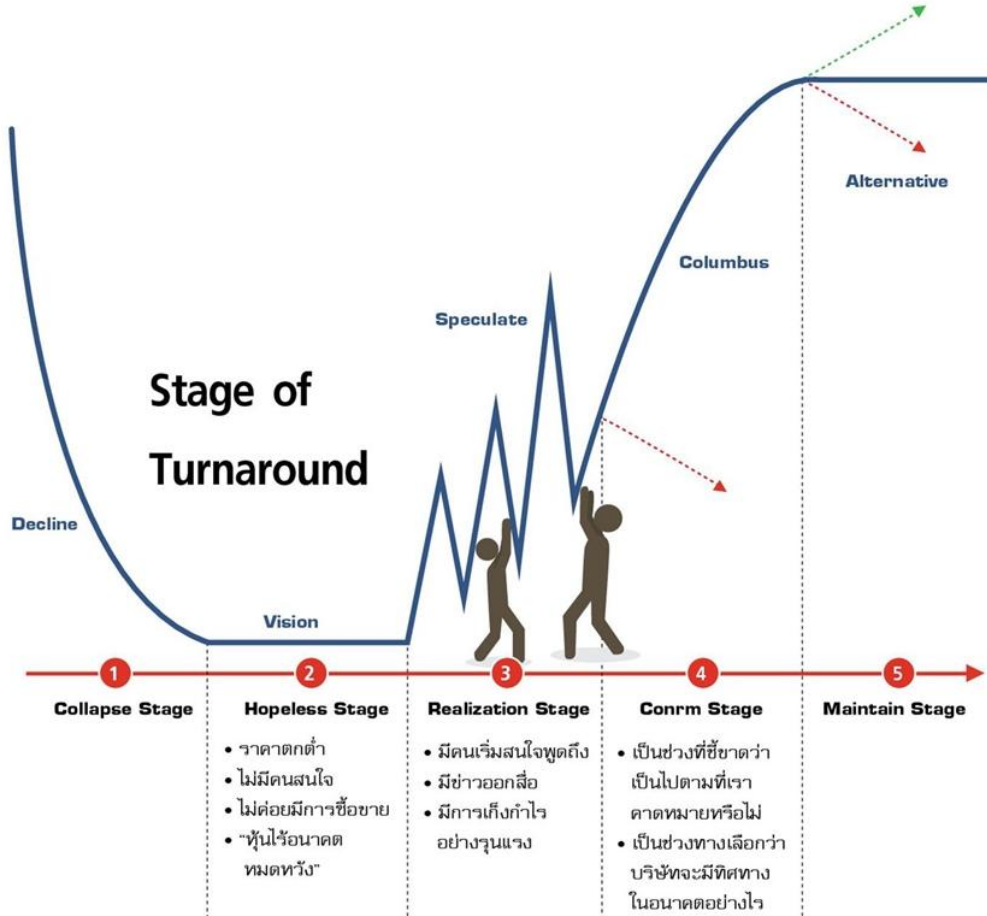 Alternative
Columbus
Speculate
Stage of
Turnaround
Decline
Vision
1
2
3
4
5
Collapse Stage
Hopeless Stage
Realization Stage
Conrm Stage
Maintain Stage
• ราคาตกต่ำ
• ไม่มีคนสนใจ
• ไม่ค่อยมีการซื้อขาย
• "หุ้นไร้อนาคต
หมดหวัง"
• มีคนเริ่มสนใจพูดถึง
• มีข่าวออกสื่อ
• มีการเก็งกำไร
อย่างรุนแรง
• เป็นช่วงที่ชี้ขาดว่า
เป็นไปตามที่เรา
คาดหมายหรือไม่
• เป็นช่วงทางเลือกว่า
บริษัทจะมีทิศทาง
ในอนาคตอย่างไร